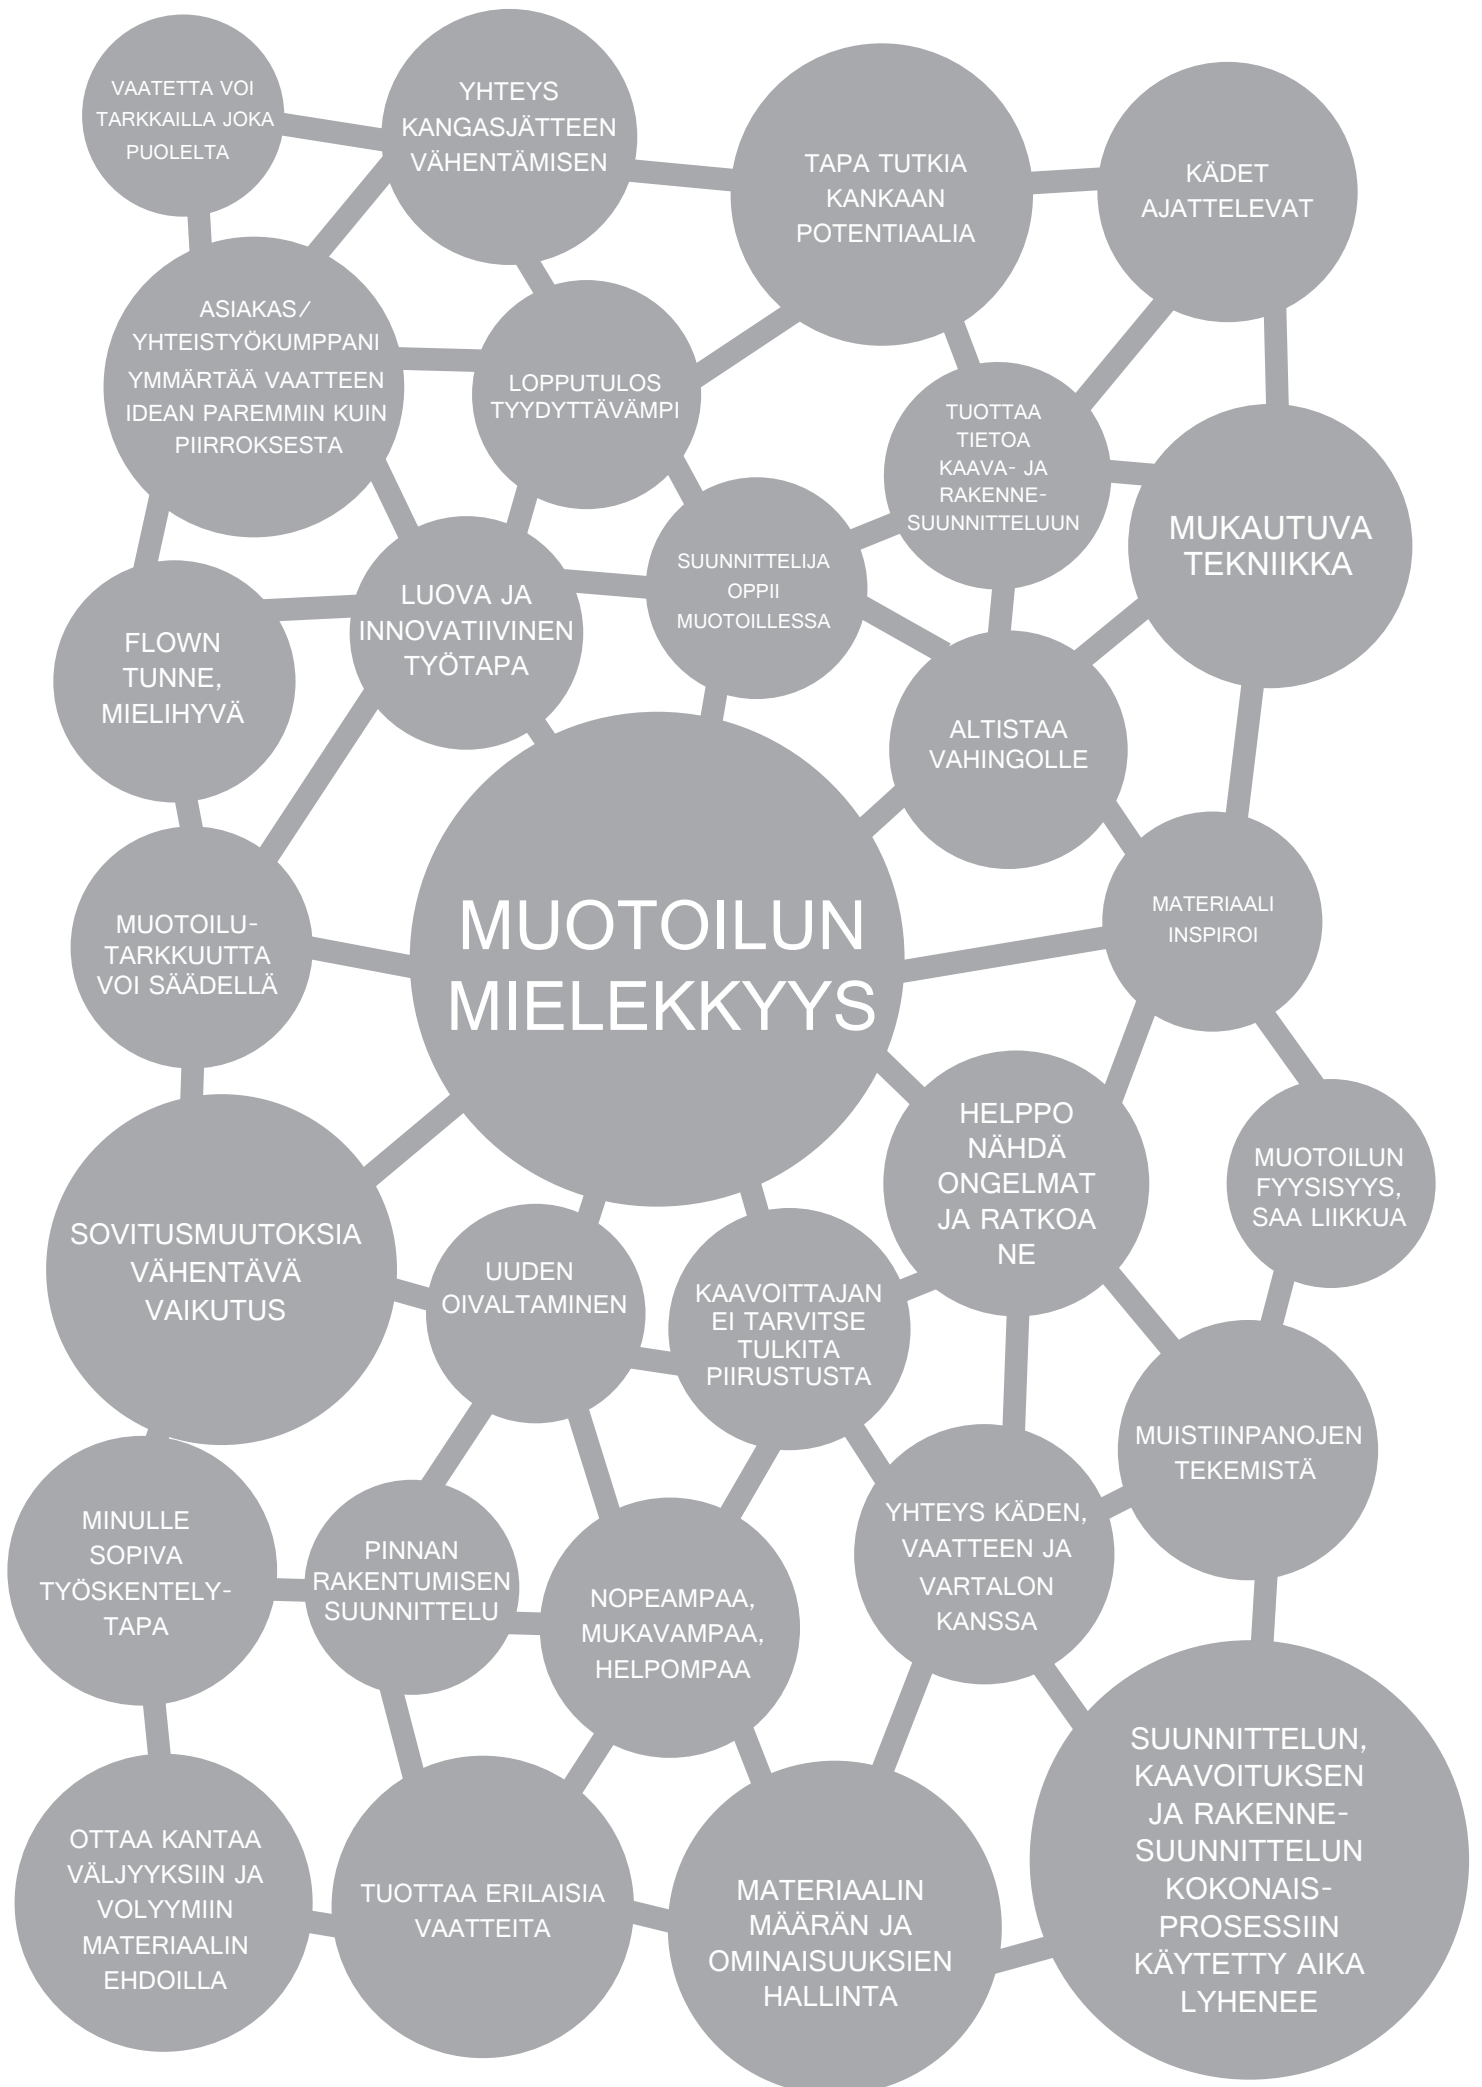 VAATETTA VOI
TARKKAILLA JOKA
PUOLELTA
YHTEYS
KANGASJÄTTEEN
VÄHENTÄMISEN
TAPA TUTKIA
KANKAAN
POTENTIAALIA
KÄDET
AJATTELEVAT
ASIAKAS/
YHTEISTYÖKUMPPANI
YMMÄRTÄÄ VAATTEEN
IDEAN PAREMMIN KUIN
PIIRROKSESTA
LOPPUTULOS
TYYDYTTÄVÄMPI
TUOTTAA
TIETOA
KAAVA- JA
RAKENNE-
SUUNNITTELUUN
MUKAUTUVA
TEKNIIKKA
FLOWN
TUNNE,
MIELIHYVÄ
LUOVA JA
INNOVATIIVINEN
TYÖTAPA
SUUNNITTELIJA
OPPII
MUOTOILLESSA
ALTISTAA
VAHINGOLLE
MUOTOILU-
TARKKUUTTA
VOI SÄÄDELLÄ
MUOTOILUN
MIELEKKYYS
MATERIAALI
INSPIROI
HELPPO
NÄHDÄ
ONGELMAT
JA RATKOA
NE
MUOTOILUN
FYYSISYYS,
SAA LIIKKUA
SOVITUSMUUTOKSIA
VÄHENTÄVÄ
VAIKUTUS
UUDEN
OIVALTAMINEN
KAAVOITTAJAN
EI TARVITSE
TULKITA
PIIRUSTUSTA
MUISTIINPANOJEN
TEKEMISTÄ
MINULLE
SOPIVA
TYÖSKENTELY-
TAPA
PINNAN
RAKENTUMISEN
SUUNNITTELU
NOPEAMPAA,
MUKAVAMPAA,
HELPOMPAA
YHTEYS KÄDEN,
VAATTEEN JA
VARTALON
KANSSA
OTTAA KANTAA
VÄLJYYKSIIN JA
VOLYYMIIN
MATERIAALIN
EHDOILLA
TUOTTAA ERILAISIA
VAATTEITA
MATERIAALIN
MÄÄRÄN JA
OMINAISUUKSIEN
HALLINTA
SUUNNITTELUN,
KAAVOITUKSEN
JA RAKENNE-
SUUNNITTELUN
KOKONAIS-
PROSESSIIN
KÄYTETTY AIKA
LYHENEE